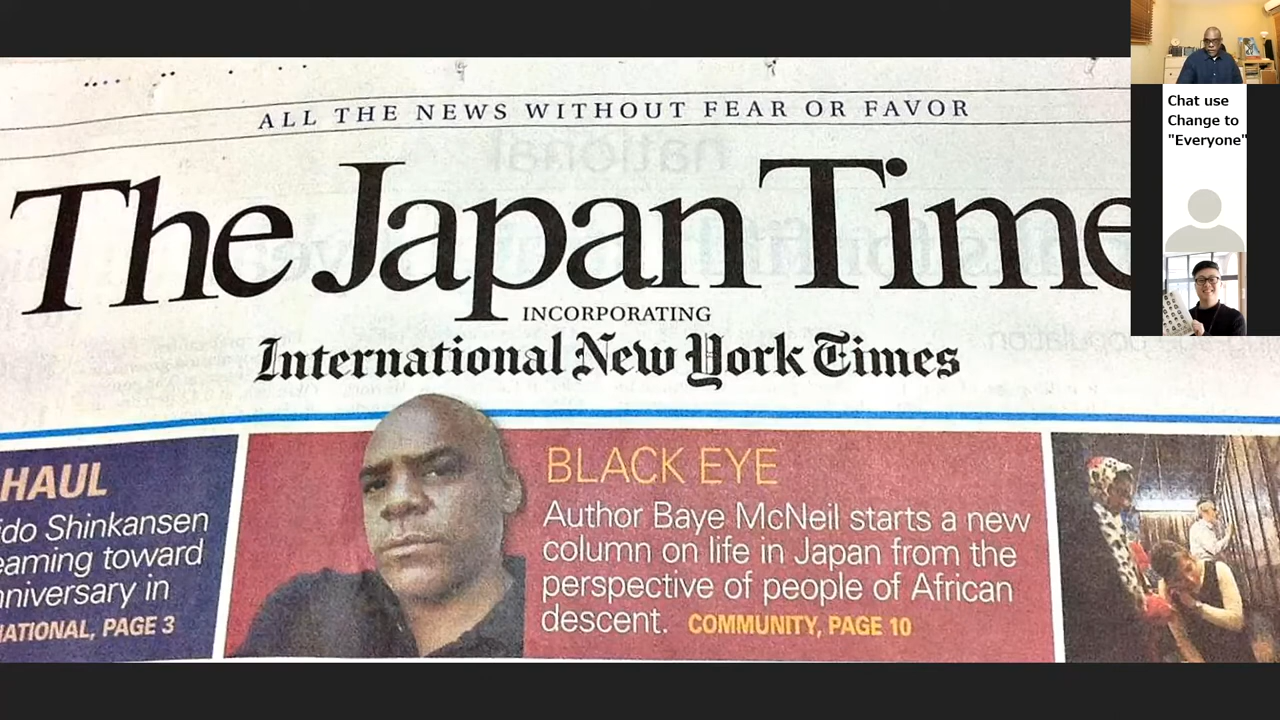 ALL THE NEWS WITHOUT FEAR OR FAVOR
The Japan Time
INCORPORATING
International New York Times
HAUL
ido Shinkansen
eaming toward
nniversary in
NATIONAL, PAGE 3
BLACK EYE
Author Baye McNeil starts a new
column on life in Japan from the
perspective of people of African
descent. COMMUNITY, PAGE 10
Chat use
Change to
"Everyone"